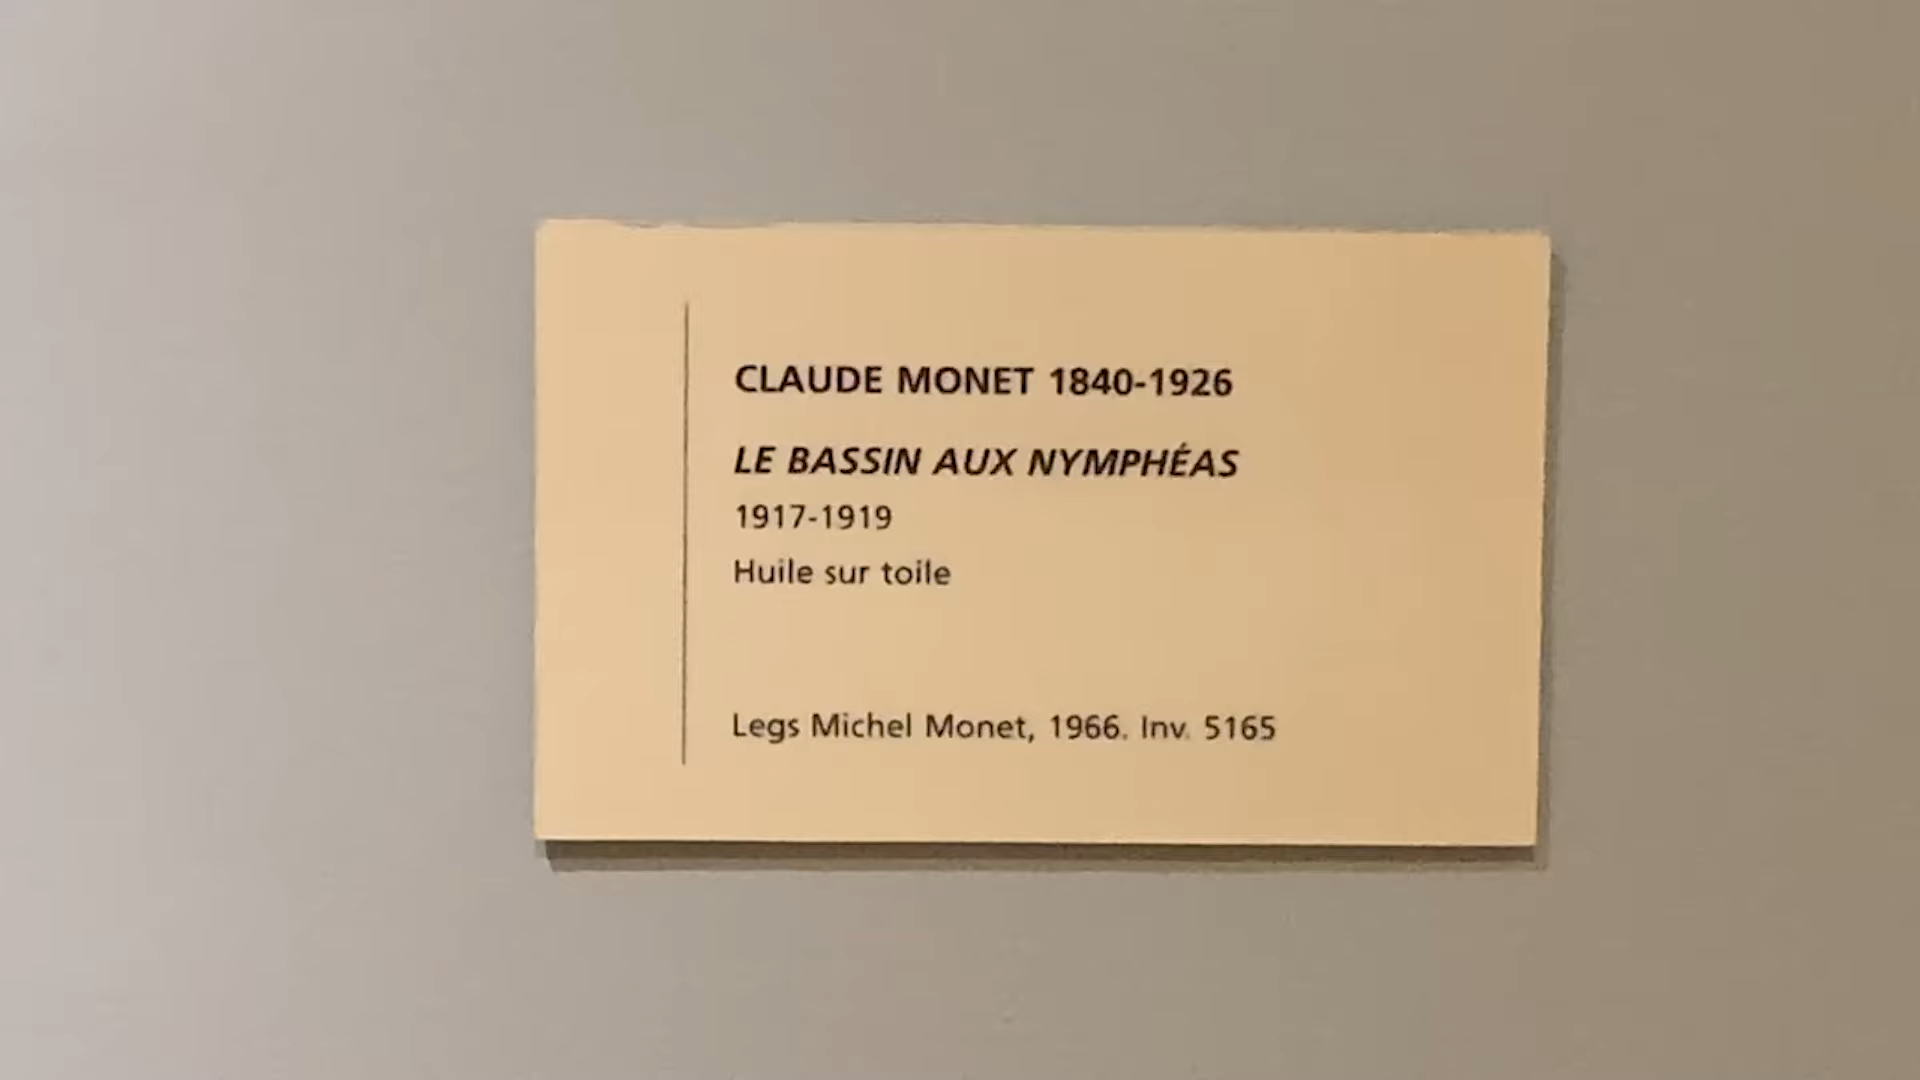 CLAUDE MONET 1840-1926
LE BASSIN AUX NYMPHÉAS
1917-1919
Huile sur toile
Legs Michel Monet, 1966. Inv. 5165